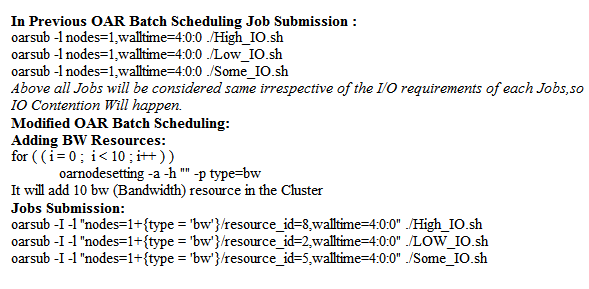 In Previous OAR Batch Scheduling Job Submission :
oarsub -l nodes=1,walltime=4:0:0 ./High_IO.sh
oarsub -l nodes=1,walltime=4:0:0 ./Low_IO.sh
oarsub -l nodes=1,walltime=4:0:0 ./Some_IO.sh
Above all Jobs will be considered same irrespective of the I/O requirements of each Jobs,so
IO Contention Will happen.
Modified OAR Batch Scheduling:
Adding BW Resources:
for ( ( i = 0 ; i < 10 ; i++ ) )
oarnodesetting -a -h "" -p type=bw
It will add 10 bw (Bandwidth) resource in the Cluster
Jobs Submission:
oarsub -I -l "nodes=1+{type = 'bw'}/resource_id=8,walltime=4:0:0" ./High_IO.sh
oarsub -I -l "nodes=1+{type = 'bw'}/resource_id=2,walltime=4:0:0" ./LOW_IO.sh
oarsub -I -l "nodes=1+{type = 'bw'}/resource_id=5,walltime=4:0:0" ./Some_IO.sh